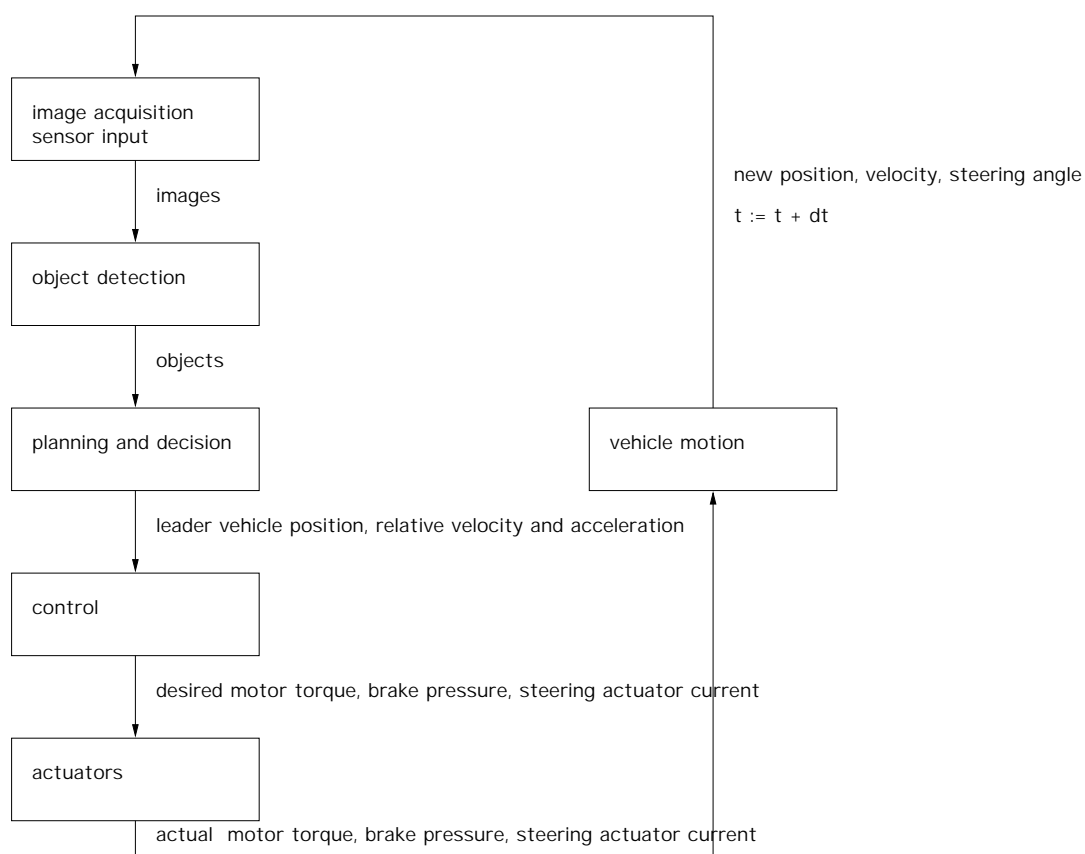 image acquisition
sensor input
images
object detection
objects
planning and decision
leader vehicle position, relative velocity and acceleration
control
desired motor torque, brake pressure, steering actuator current
actuators
actual motor torque, brake pressure, steering actuator current
vehicle motion
new position, velocity, steering angle
t := t + dt